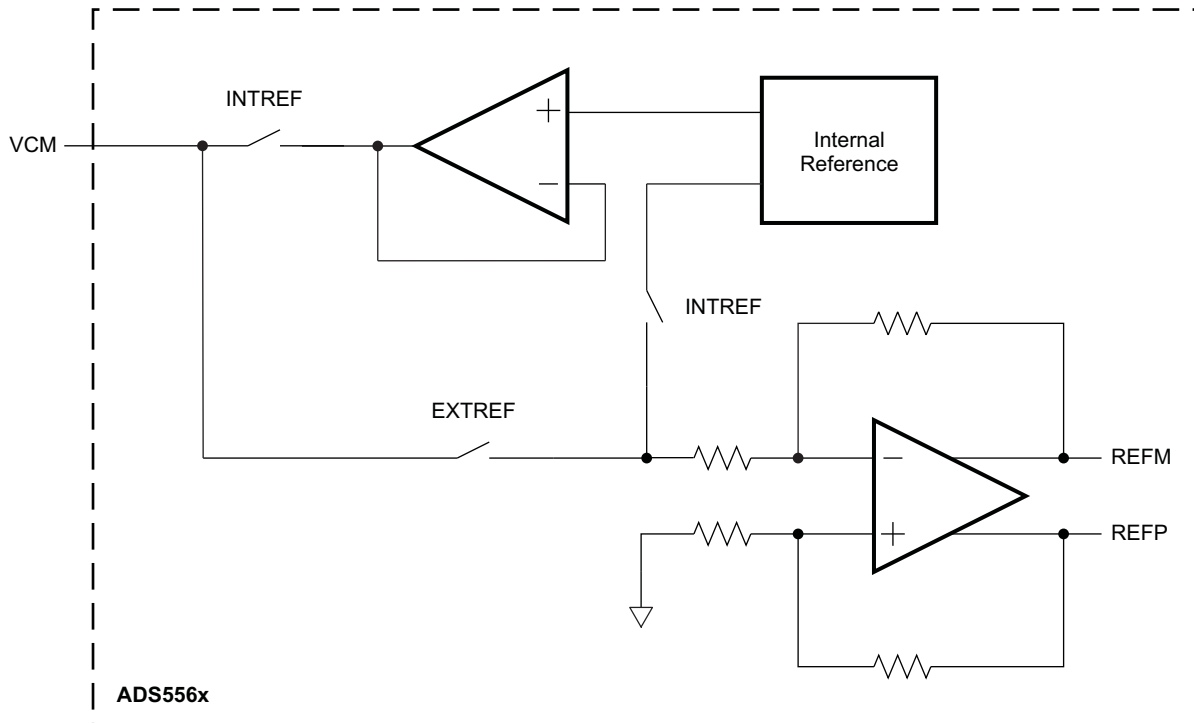 INTREF
VCM
+
−
Internal
Reference
INTREF
EXTREF
−
REFM
+
REFP
ADS556x